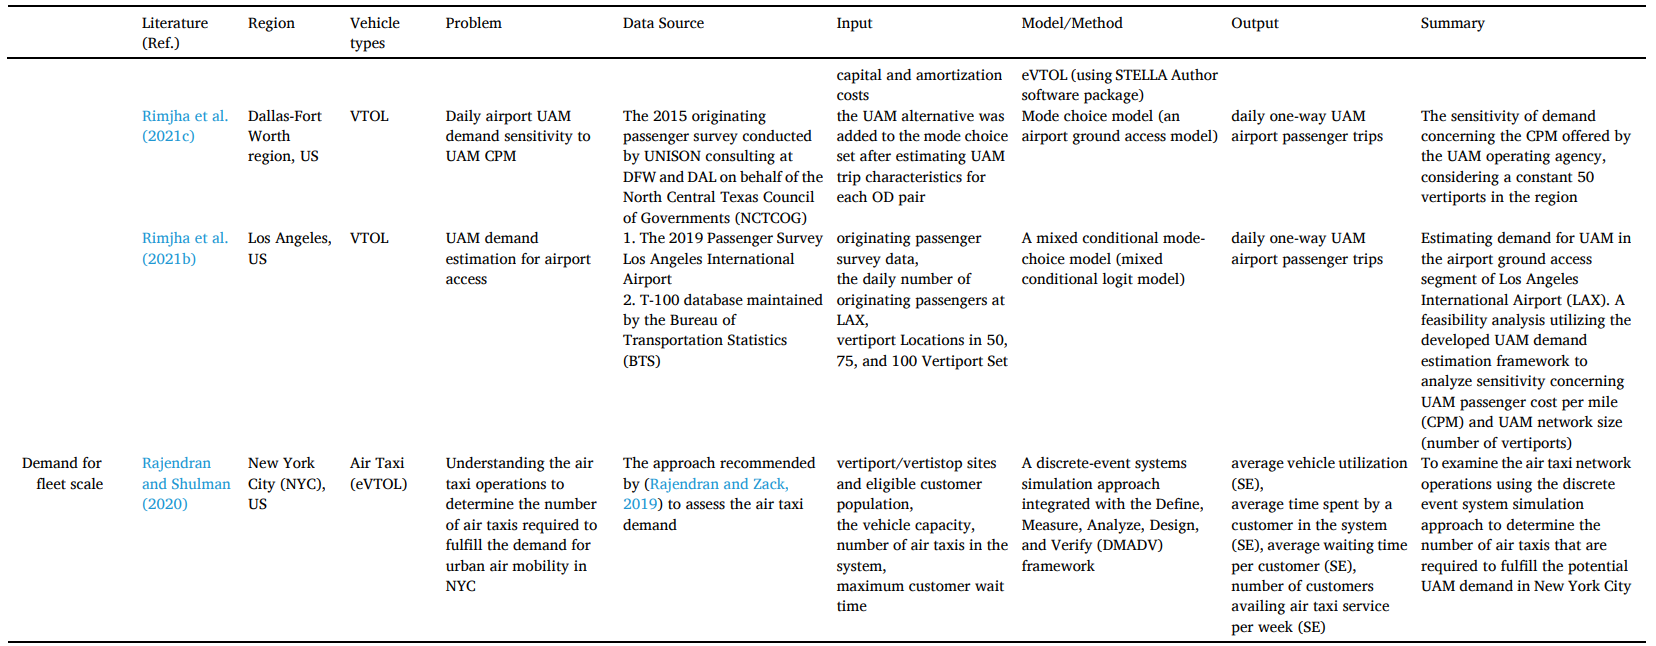 Literature (Ref.)
Region
Vehicle types
Problem
Data Source
Input
Model/Method
Output
Summary
capital and amortization
costs
eVTOL (using STELLA Author
software package)
Rimjha et al.
(2021c)
Dallas-Fort
Worth
region, US
VTOL
Daily airport UAM
demand sensitivity to
UAM CPM
The 2015 originating
passenger survey conducted
by UNISON consulting at
DFW and DAL on behalf of the
North Central Texas Council
of Governments (NCTCOG)
the UAM alternative was
added to the mode choice
set after estimating UAM
trip characteristics for
each OD pair
Mode choice model (an
airport ground access model)
daily one-way UAM
airport passenger trips
The sensitivity of demand
concerning the CPM offered by
the UAM operating agency,
considering a constant 50
vertiports in the region
Rimjha et al.
(2021b)
Los Angeles,
US
VTOL
UAM demand
estimation for airport
access
1. The 2019 Passenger Survey
Los Angeles International
Airport
2. T-100 database maintained
by the Bureau of
Transportation Statistics
(BTS)
originating passenger
survey data,
the daily number of
originating passengers at
LAX,
vertiport Locations in 50,
75, and 100 Vertiport Set
A mixed conditional mode-
choice model (mixed
conditional logit model)
daily one-way UAM
airport passenger trips
Estimating demand for UAM in
the airport ground access
segment of Los Angeles
International Airport (LAX). A
feasibility analysis utilizing the
developed UAM demand
estimation framework to
analyze sensitivity concerning
UAM passenger cost per mile
(CPM) and UAM network size
(number of vertiports)
Demand for
fleet scale
Rajendran
and Shulman
(2020)
New York
City (NYC),
US
Air Taxi
(eVTOL)
Understanding the air
taxi operations to
determine the number
of air taxis required to
fulfill the demand for
urban air mobility in
NYC
The approach recommended
by (Rajendran and Zack,
2019) to assess the air taxi
demand
vertiport/vertistop sites
and eligible customer
population,
the vehicle capacity,
number of air taxis in the
system,
maximum customer wait
time
A discrete-event systems
simulation approach
integrated with the Define,
Measure, Analyze, Design,
and Verify (DMADV)
framework
average vehicle utilization
(SE),
average time spent by a
customer in the system
(SE), average waiting time
per customer (SE),
number of customers
availing air taxi service
per week (SE)
To examine the air taxi network
operations using the discrete
event system simulation
approach to determine the
number of air taxis that are
required to fulfill the potential
UAM demand in New York City